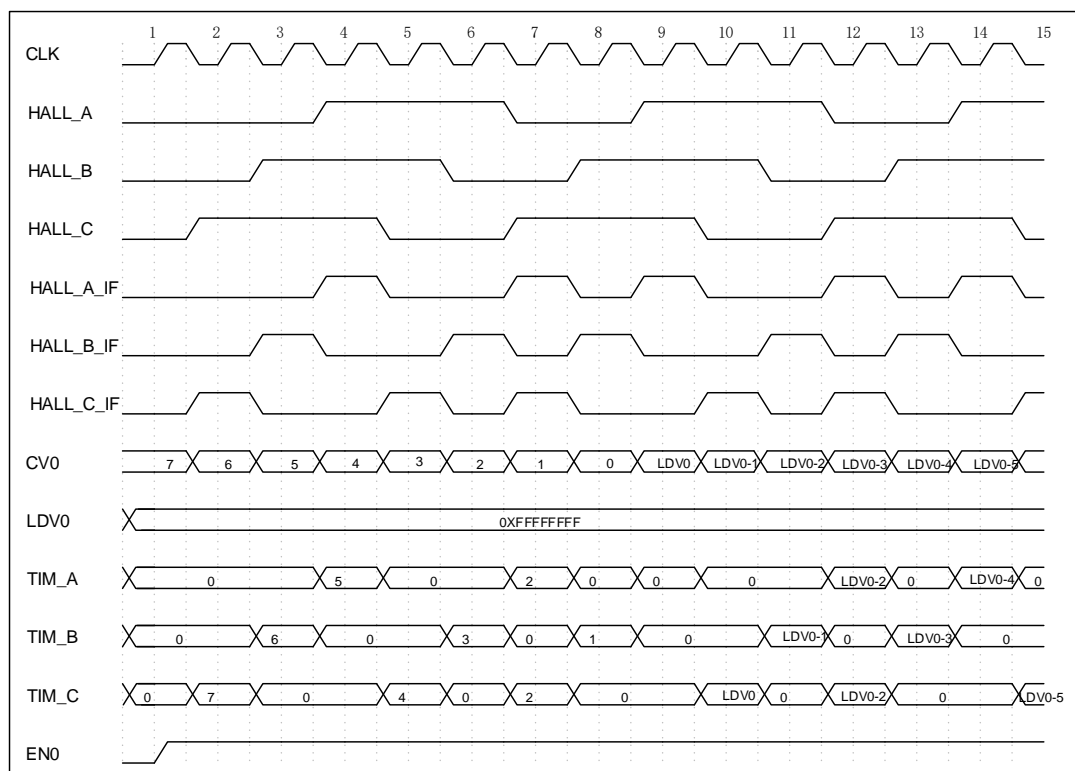 1 2 3 4 5 6 7 8 9 10 11 12 13 14 15
CLK
HALL_A
HALL_B
HALL_C
HALL_A_IF
HALL_B_IF
HALL_C_IF
CV0 7 6 5 4 3 2 1 0 LDV0 LDV0-1 LDV0-2 LDV0-3 LDV0-4 LDV0-5
LDV0 0XFFFFFFFF
TIM_A 0 5 0 2 0 0 0 LDV0-2 0 LDV0-4 0
TIM_B 0 6 0 3 0 1 0 LDV0-1 0 LDV0-3 0
TIM_C 0 7 0 4 0 2 0 LDV0 0 LDV0-2 0 LDV0-5
EN0